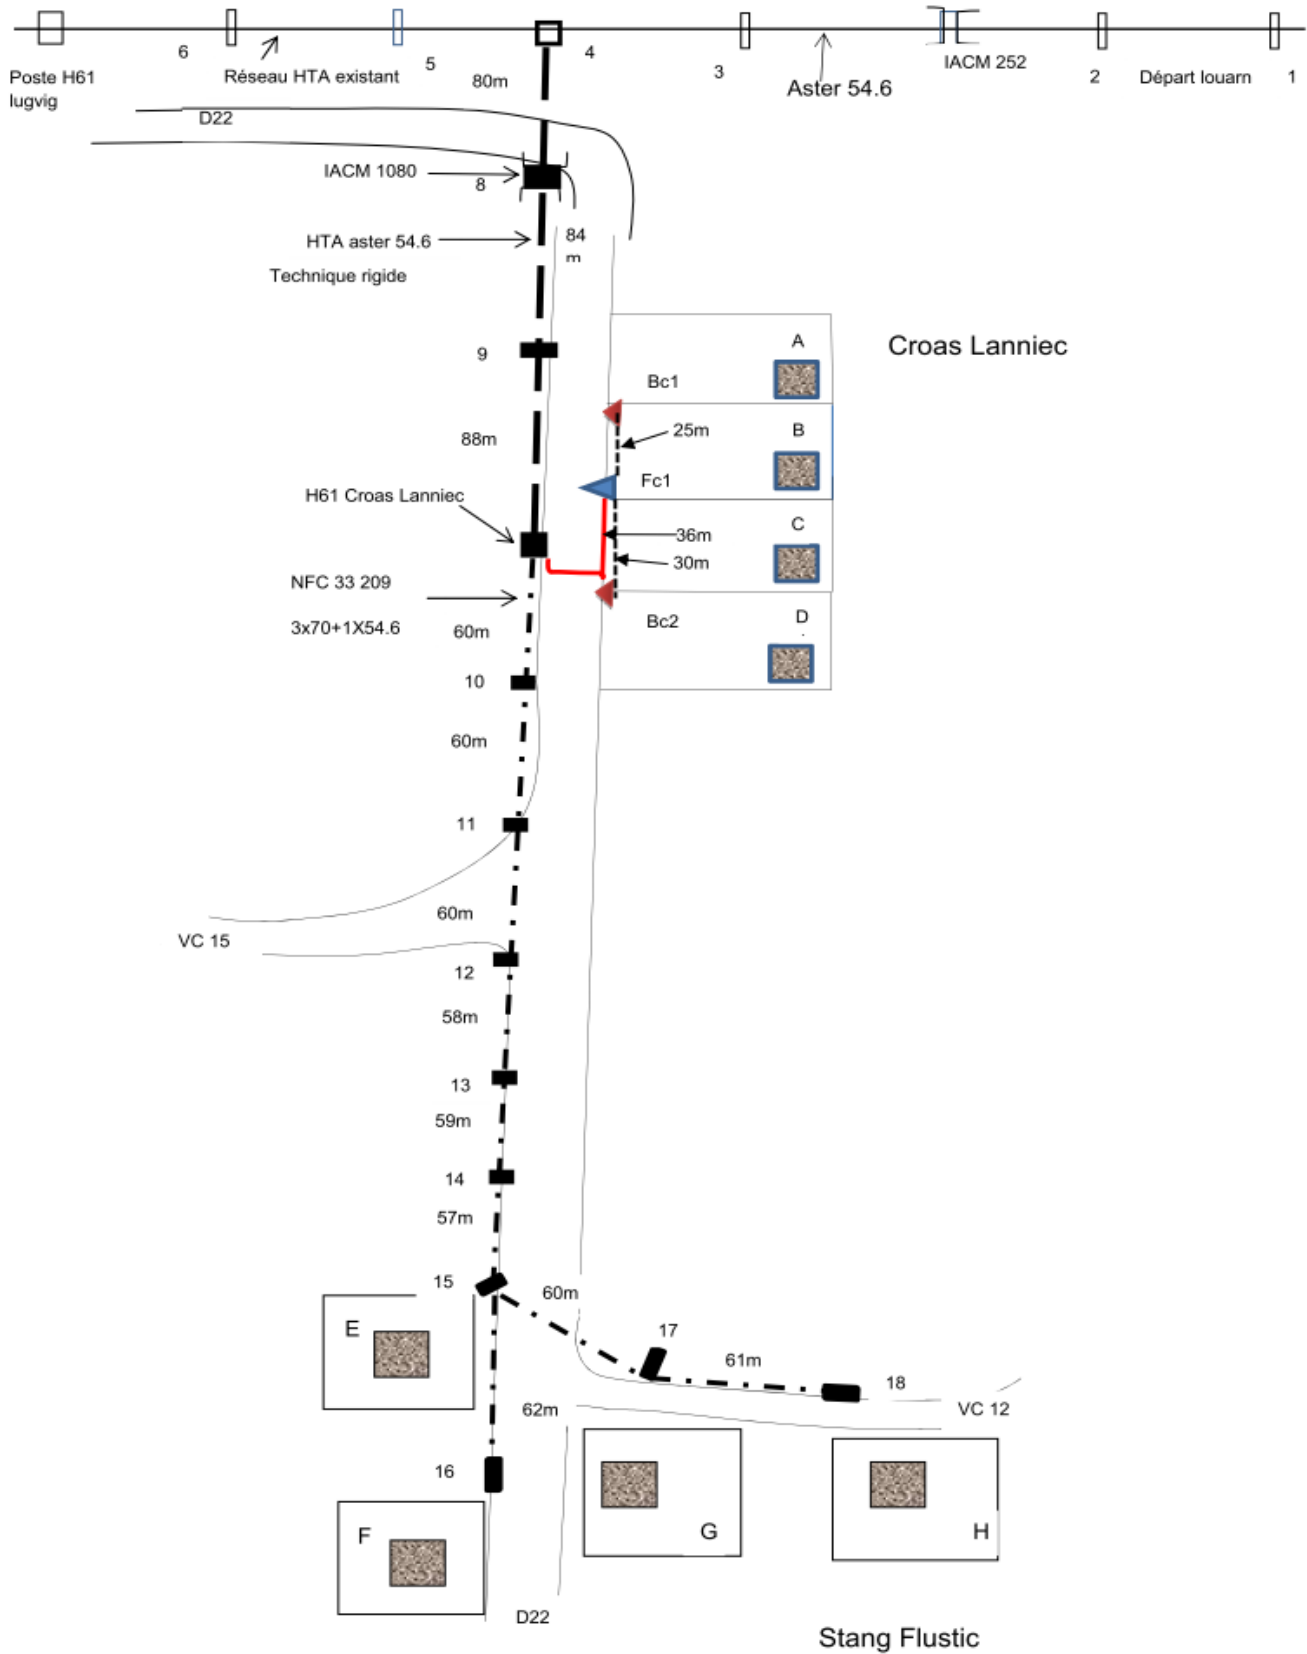 6
5
4
3
2
1
Poste H61
lugvig
Réseau HTA existant
80m
Aster 54.6
IACM 252
Départ louarn
D22
IACM 1080
8
HTA aster 54.6
84
m
Technique rigide
9
A
Croas Lanniec
Bc1
88m
25m
B
Fc1
H61 Croas Lanniec
C
36m
30m
NFC 33 209
3x70+1X54.6
60m
Bc2
D
10
60m
11
60m
VC 15
12
58m
13
59m
14
57m
15
60m
E
17
61m
18
62m
VC 12
16
F
G
H
D22
Stang Flustic